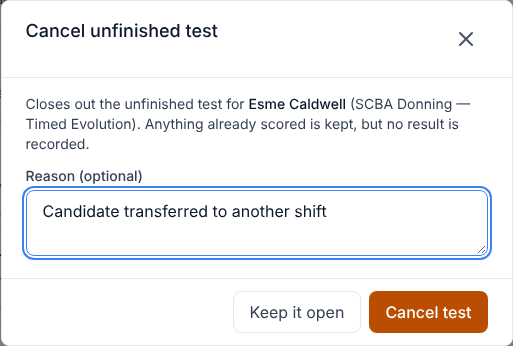 Cancel unfinished test
Closes out the unfinished test for Esme Caldwell (SCBA Donning —
Timed Evolution). Anything already scored is kept, but no result is
recorded.
Reason (optional)
Candidate transferred to another shift
Keep it open
Cancel test